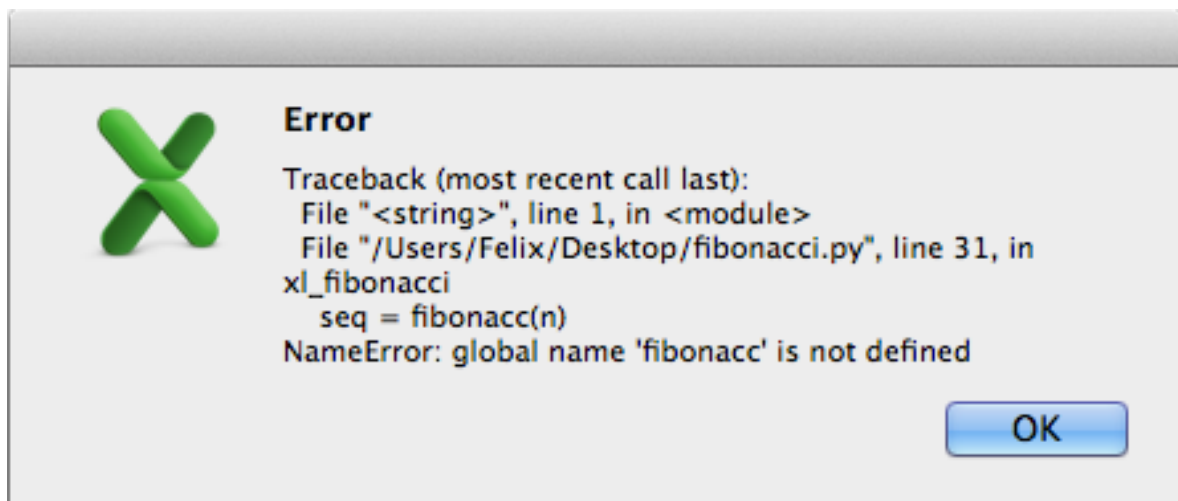 Error
Traceback (most recent call last):
File "<string>", line 1, in <module>
File "/Users/Felix/Desktop/fibonacci.py", line 31, in
xl_fibonacci
seq = fibonacc(n)
NameError: global name 'fibonacc' is not defined
OK